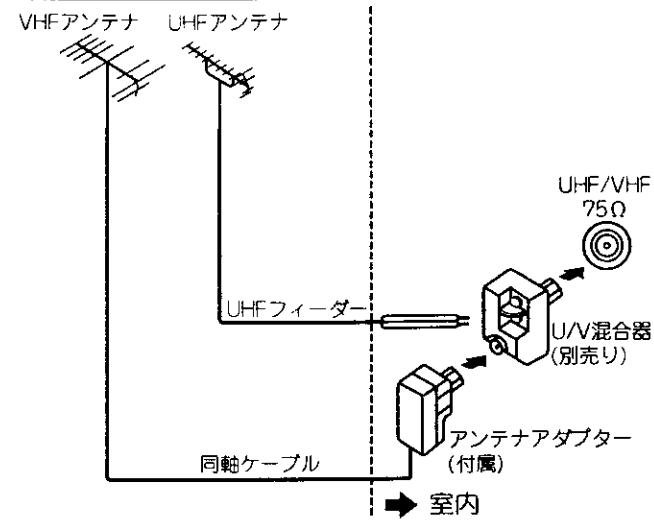 VHFアンテナ
UHFアンテナ
UHF/VHF
75Ω
UHFフィーダー
U/V混合器
(別売り)
アンテナアダプター
(付属)
同軸ケーブル
室内